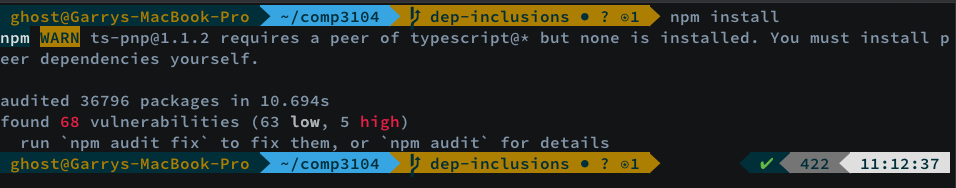 ghost@Garrys-MacBook-Pro ~/comp3104 dep-inclusions ● ? ⍟1 npm install
npm WARN ts-pnp@1.1.2 requires a peer of typescript@* but none is installed. You must install p
eer dependencies yourself.
audited 36796 packages in 10.694s
found 68 vulnerabilities (63 low, 5 high)
run `npm audit fix` to fix them, or `npm audit` for details
ghost@Garrys-MacBook-Pro ~/comp3104 dep-inclusions ● ? ⍟1 ✔ 422 11:12:37